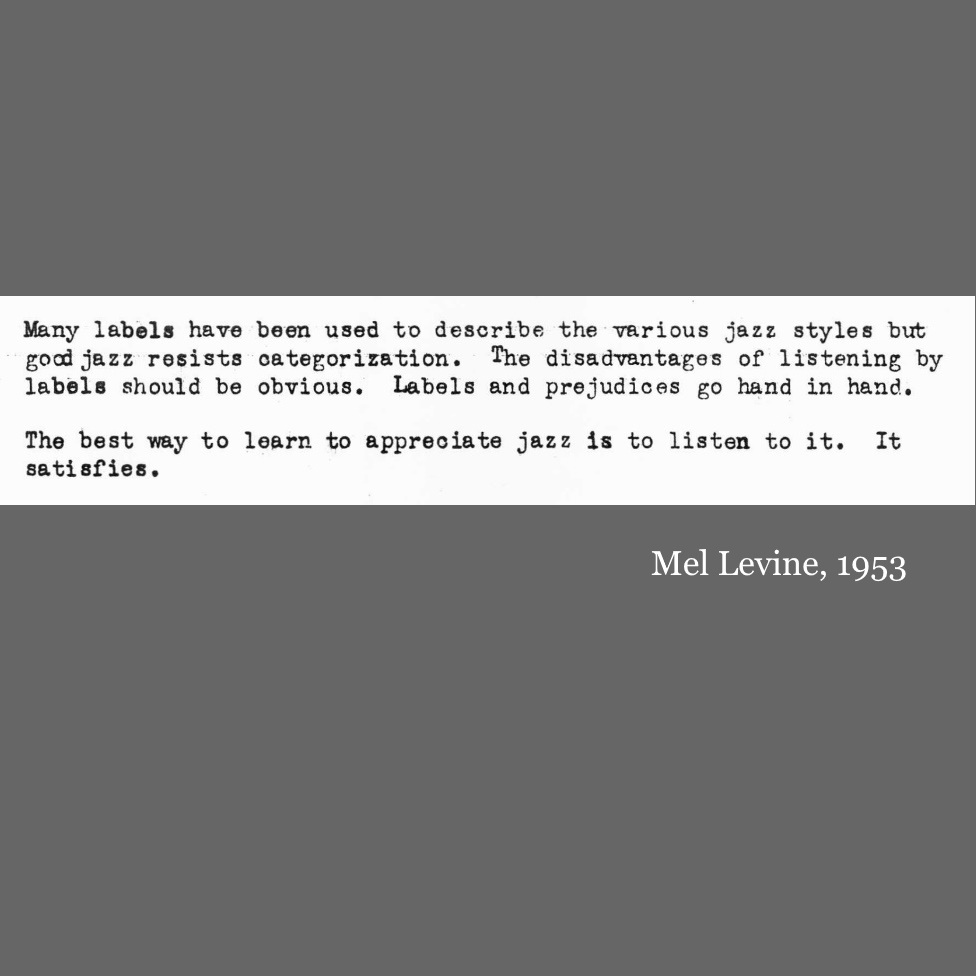 Many labels have been used to describe the various jazz styles but
good jazz resists categorization.  The disadvantages of listening by
labels should be obvious.  Labels and prejudices go hand in hand.
The best way to learn to appreciate jazz is to listen to it.  It
satisfies.
Mel Levine, 1953